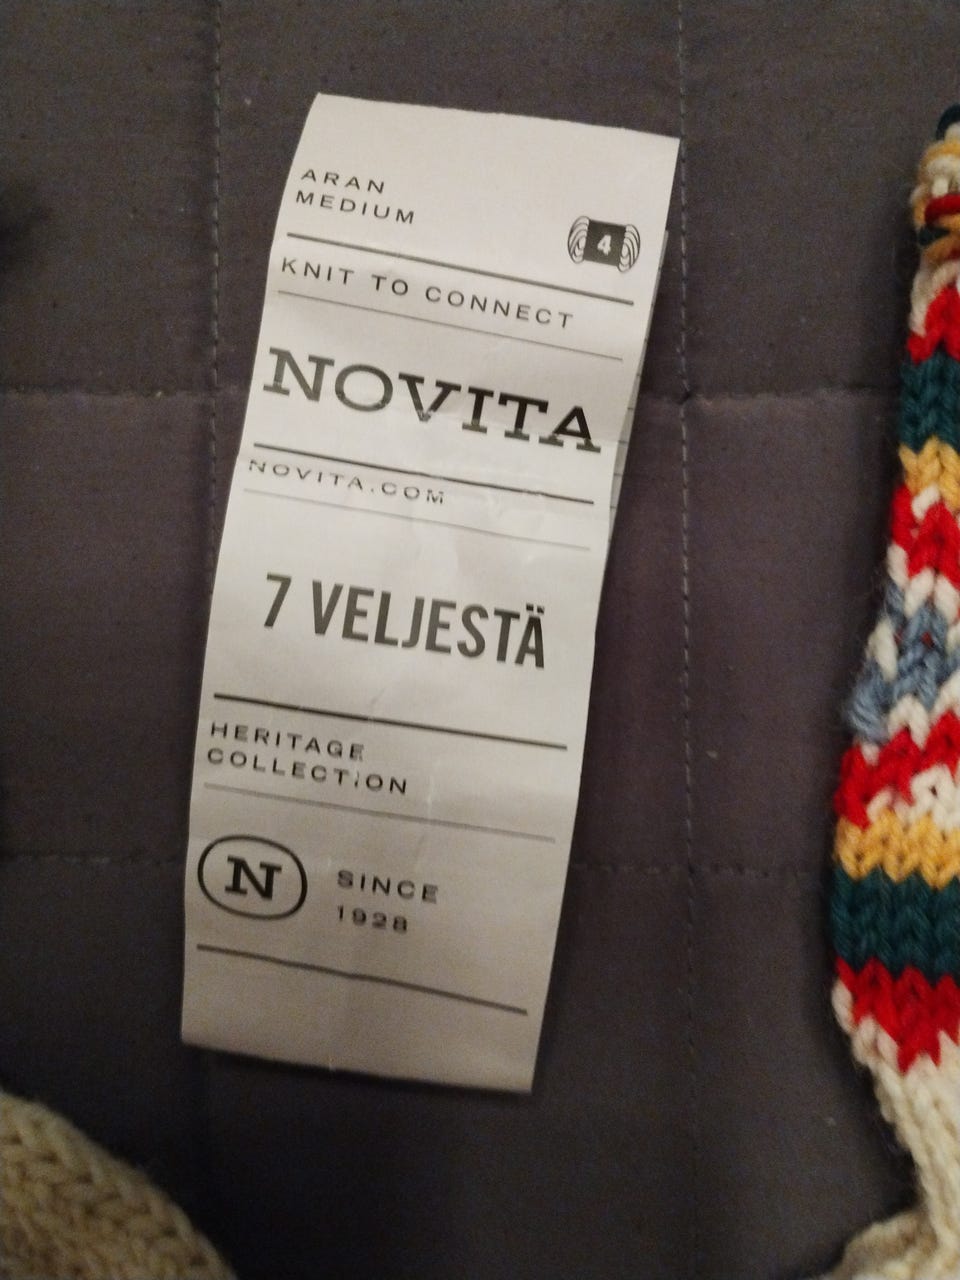 ARAN
MEDIUM
4
KNIT TO CONNECT
NOVITA
NOVITA.COM
7 VELJESTÄ
HERITAGE
COLLECTION
N
SINCE
1928